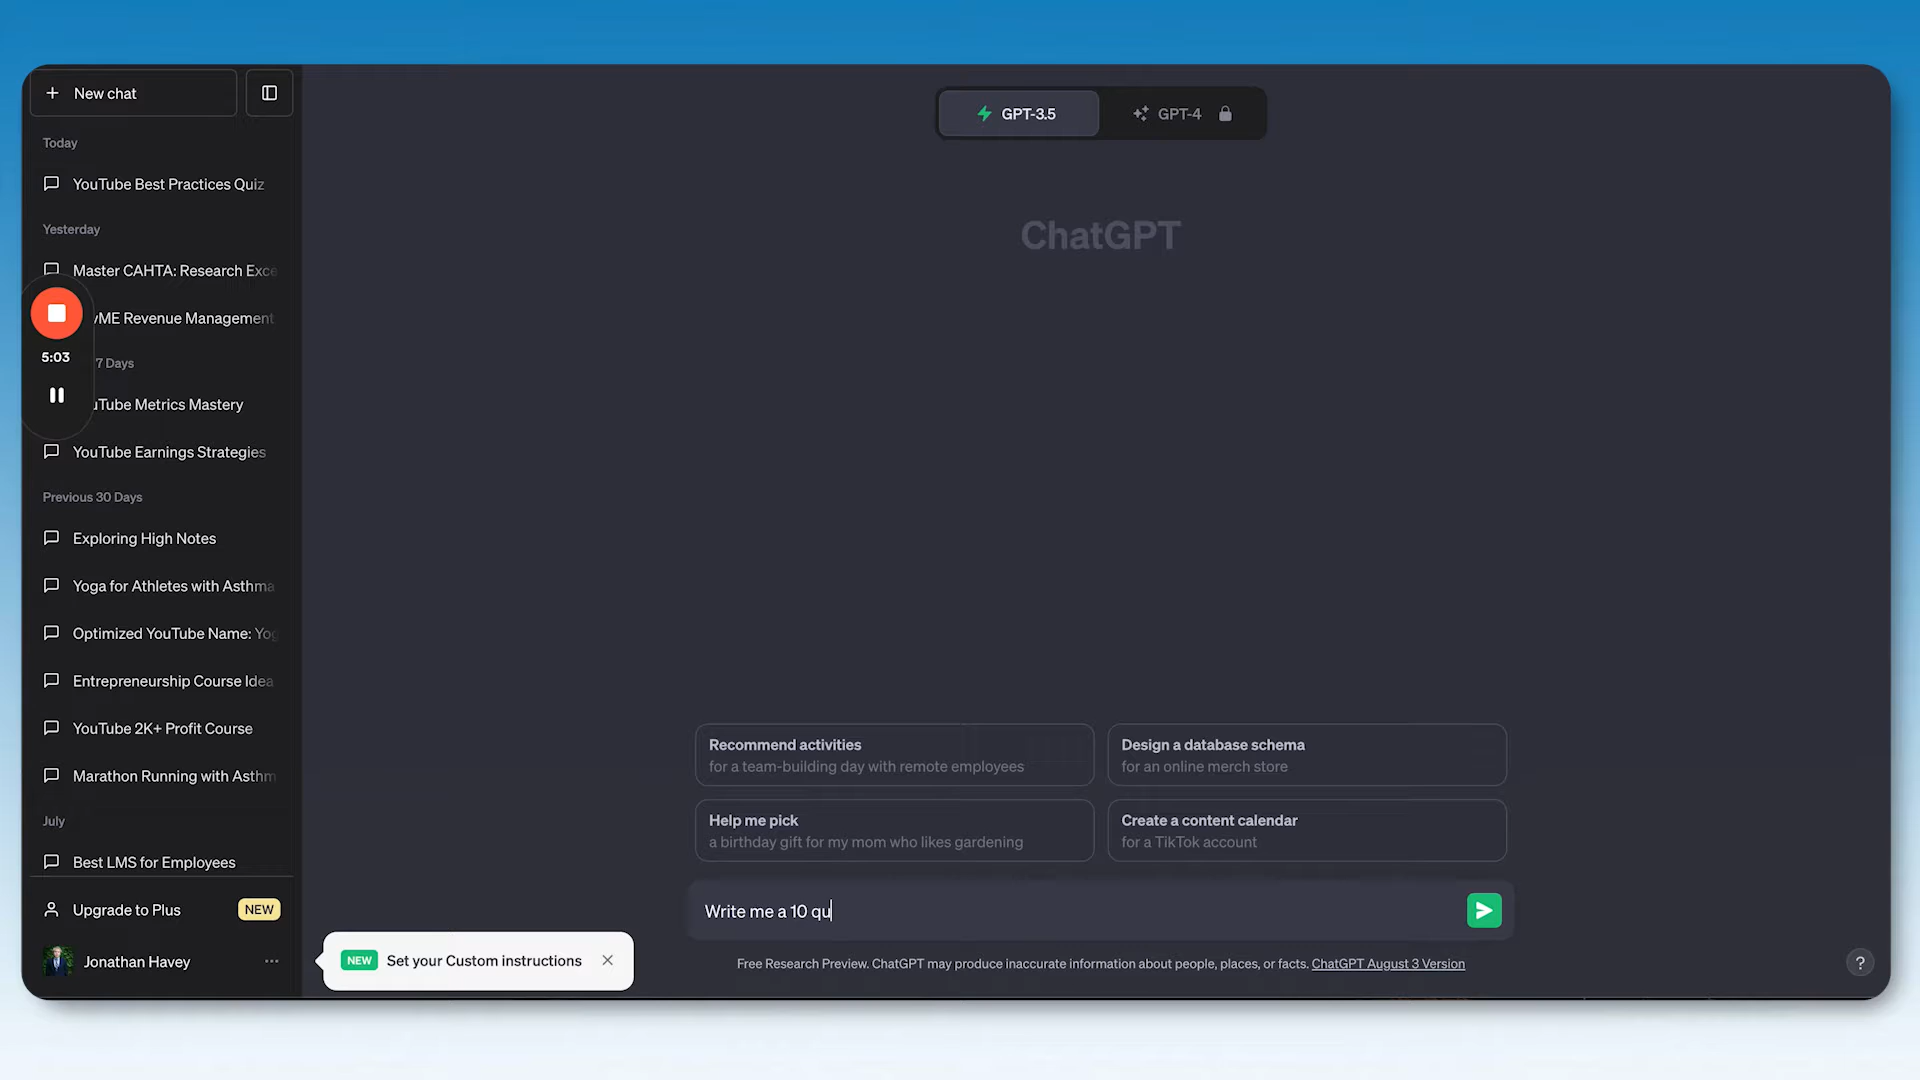 New chat
Today
YouTube Best Practices Quiz
Yesterday
Master CAHTA: Research Exce
ME Revenue Management
7 Days
Tube Metrics Mastery
YouTube Earnings Strategies
Previous 30 Days
Exploring High Notes
Yoga for Athletes with Asthma
Optimized YouTube Name: Yog
Entrepreneurship Course Idea
YouTube 2K+ Profit Course
Marathon Running with Asthm
July
Best LMS for Employees
Upgrade to Plus NEW
Jonathan Havey
5:03
GPT-3.5 GPT-4
ChatGPT
Recommend activities
for a team-building day with remote employees
Design a database schema
for an online merch store
Help me pick
a birthday gift for my mom who likes gardening
Create a content calendar
for a TikTok account
Write me a 10 qu
NEW Set your Custom instructions
Free Research Preview. ChatGPT may produce inaccurate information about people, places, or facts. ChatGPT August 3 Version
?